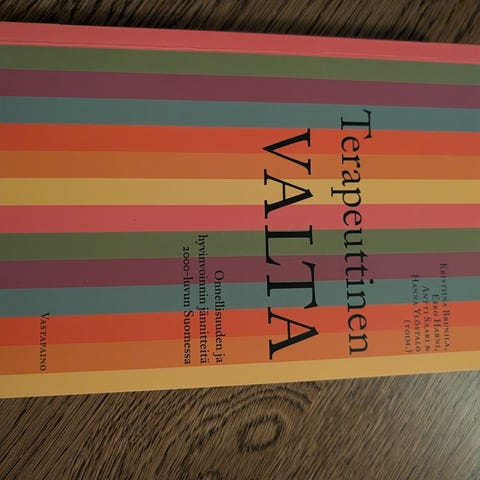 Kristiina Brunila,
Esko Harni,
Antti Saari &
Hanna Ylöstalo
(toim.)
Terapeuttinen
VALTA
Onnellisuuden ja
hyvinvoinnin jännitteitä
2000-luvun Suomessa
Vastapaino